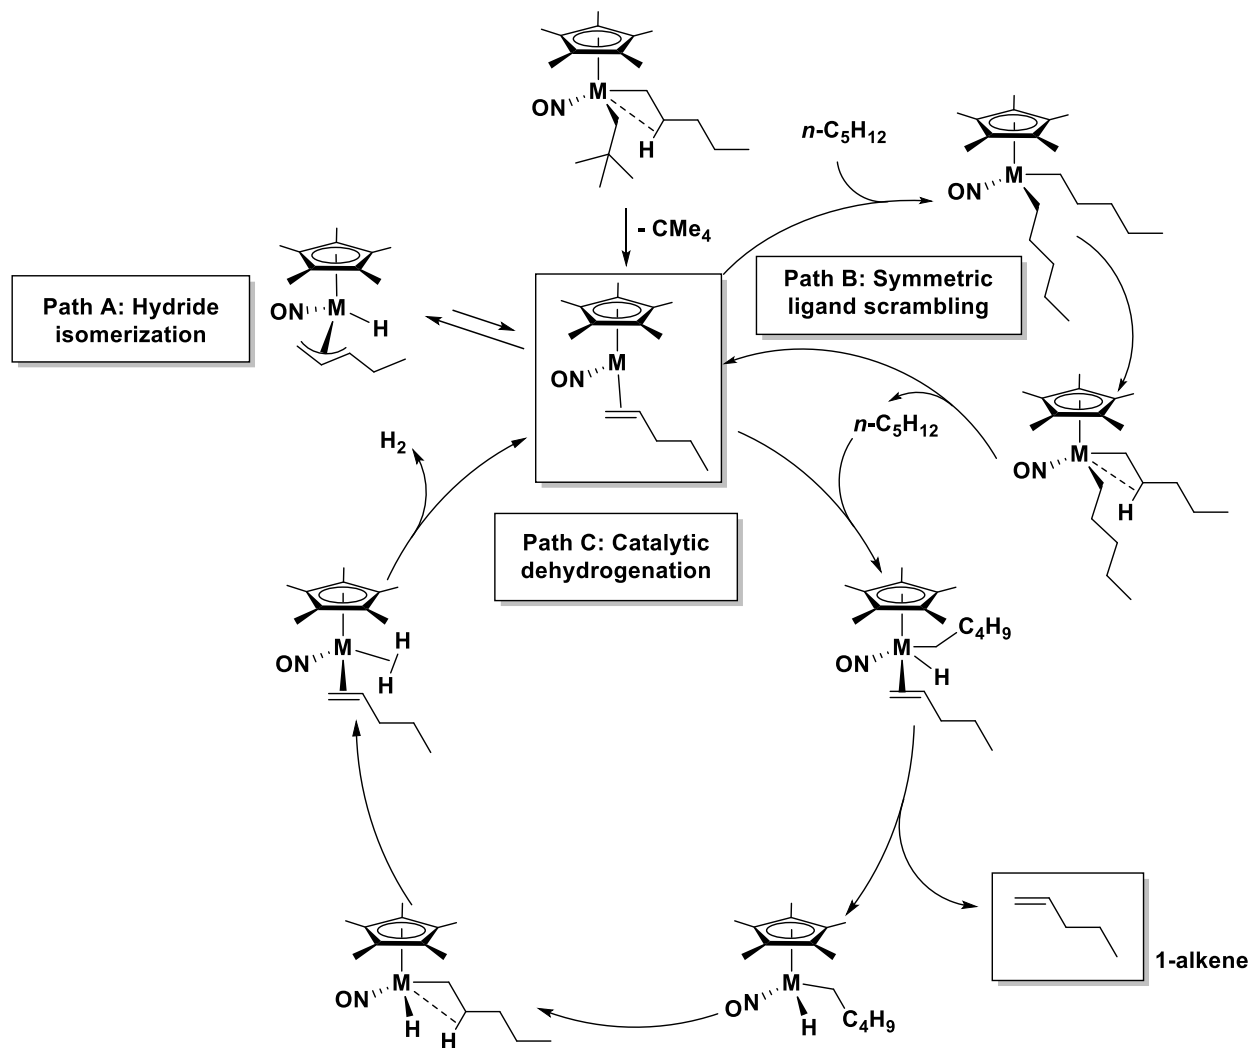 M
ON
H
n-C5H12
M
ON
- CMe4
Path A: Hydride
isomerization
M
ON
H
Path B: Symmetric
ligand scrambling
M
ON
n-C5H12
H2
M
ON
H
Path C: Catalytic
dehydrogenation
M
ON
H
H
C4H9
M
ON
H
1-alkene
M
ON
H
H
M
ON
H
C4H9